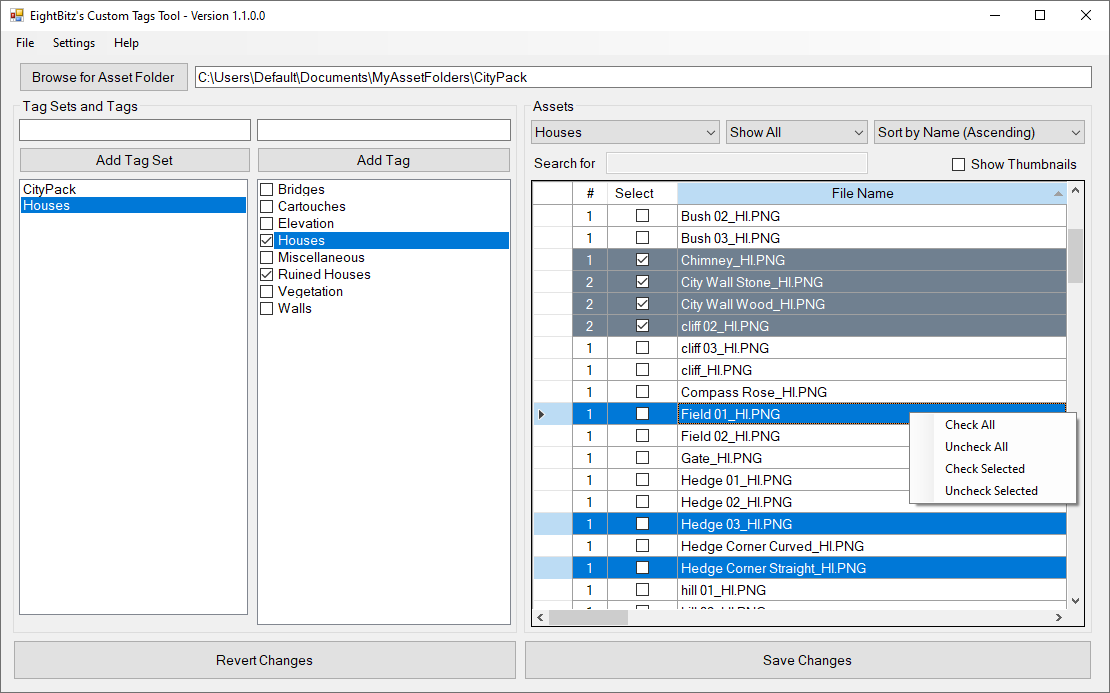 EightBitz's Custom Tags Tool - Version 1.1.0.0
File Settings Help
Browse for Asset Folder C:\Users\Default\Documents\MyAssetFolders\CityPack
Tag Sets and Tags
Add Tag Set Add Tag
CityPack
Houses
Bridges
Cartouches
Elevation
Houses
Miscellaneous
Ruined Houses
Vegetation
Walls
Assets
Houses Show All Sort by Name (Ascending)
Search for Show Thumbnails
# Select File Name
1 Bush 02_HI.PNG
1 Bush 03_HI.PNG
1 Chimney_HI.PNG
2 City Wall Stone_HI.PNG
2 City Wall Wood_HI.PNG
2 cliff 02_HI.PNG
1 cliff 03_HI.PNG
1 cliff_HI.PNG
1 Compass Rose_HI.PNG
1 Field 01_HI.PNG
1 Field 02_HI.PNG
1 Gate_HI.PNG
1 Hedge 01_HI.PNG
1 Hedge 02_HI.PNG
1 Hedge 03_HI.PNG
1 Hedge Corner Curved_HI.PNG
1 Hedge Corner Straight_HI.PNG
1 hill 01_HI.PNG
Check All
Uncheck All
Check Selected
Uncheck Selected
Revert Changes Save Changes